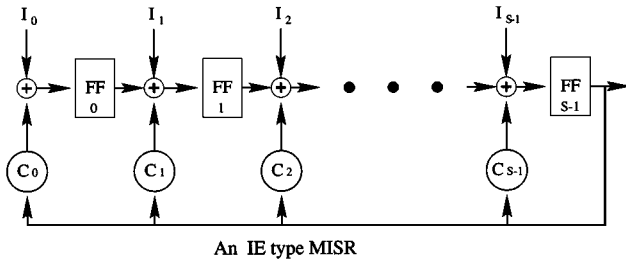 I0 I1 I2 IS-1
+ FF 0 + FF 1 + + FF S-1
C0 C1 C2 CS-1
An IE type MISR